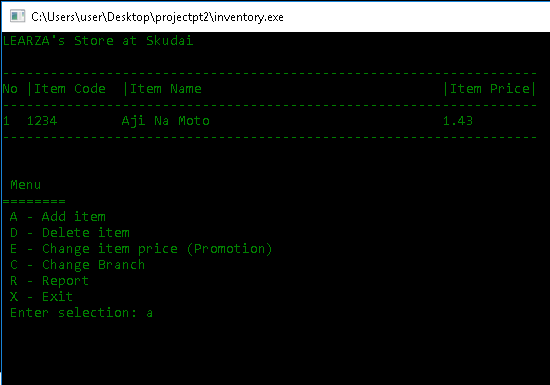 C:\Users\user\Desktop\projectpt2\inventory.exe
LEARZA's Store at Skudai
--------------------------------------------------------------------
No |Item Code  |Item Name                              |Item Price|
--------------------------------------------------------------------
1  1234        Aji Na Moto                             1.43
--------------------------------------------------------------------
Menu
========
A - Add item
D - Delete item
E - Change item price (Promotion)
C - Change Branch
R - Report
X - Exit
Enter selection: a